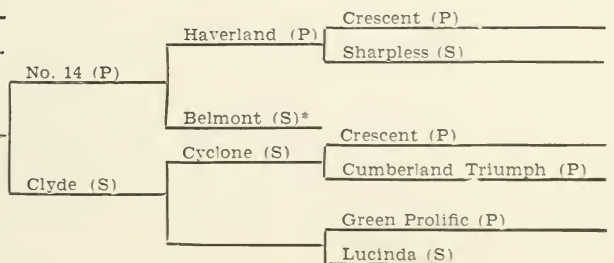 Crescent (P)
Haverland (P)
Sharpless (S)
No. 14 (P)
Belmont (S)*
Crescent (P)
Cyclone (S)
Cumberland Triumph (P)
Clyde (S)
Green Prolific (P)
Lucinda (S)